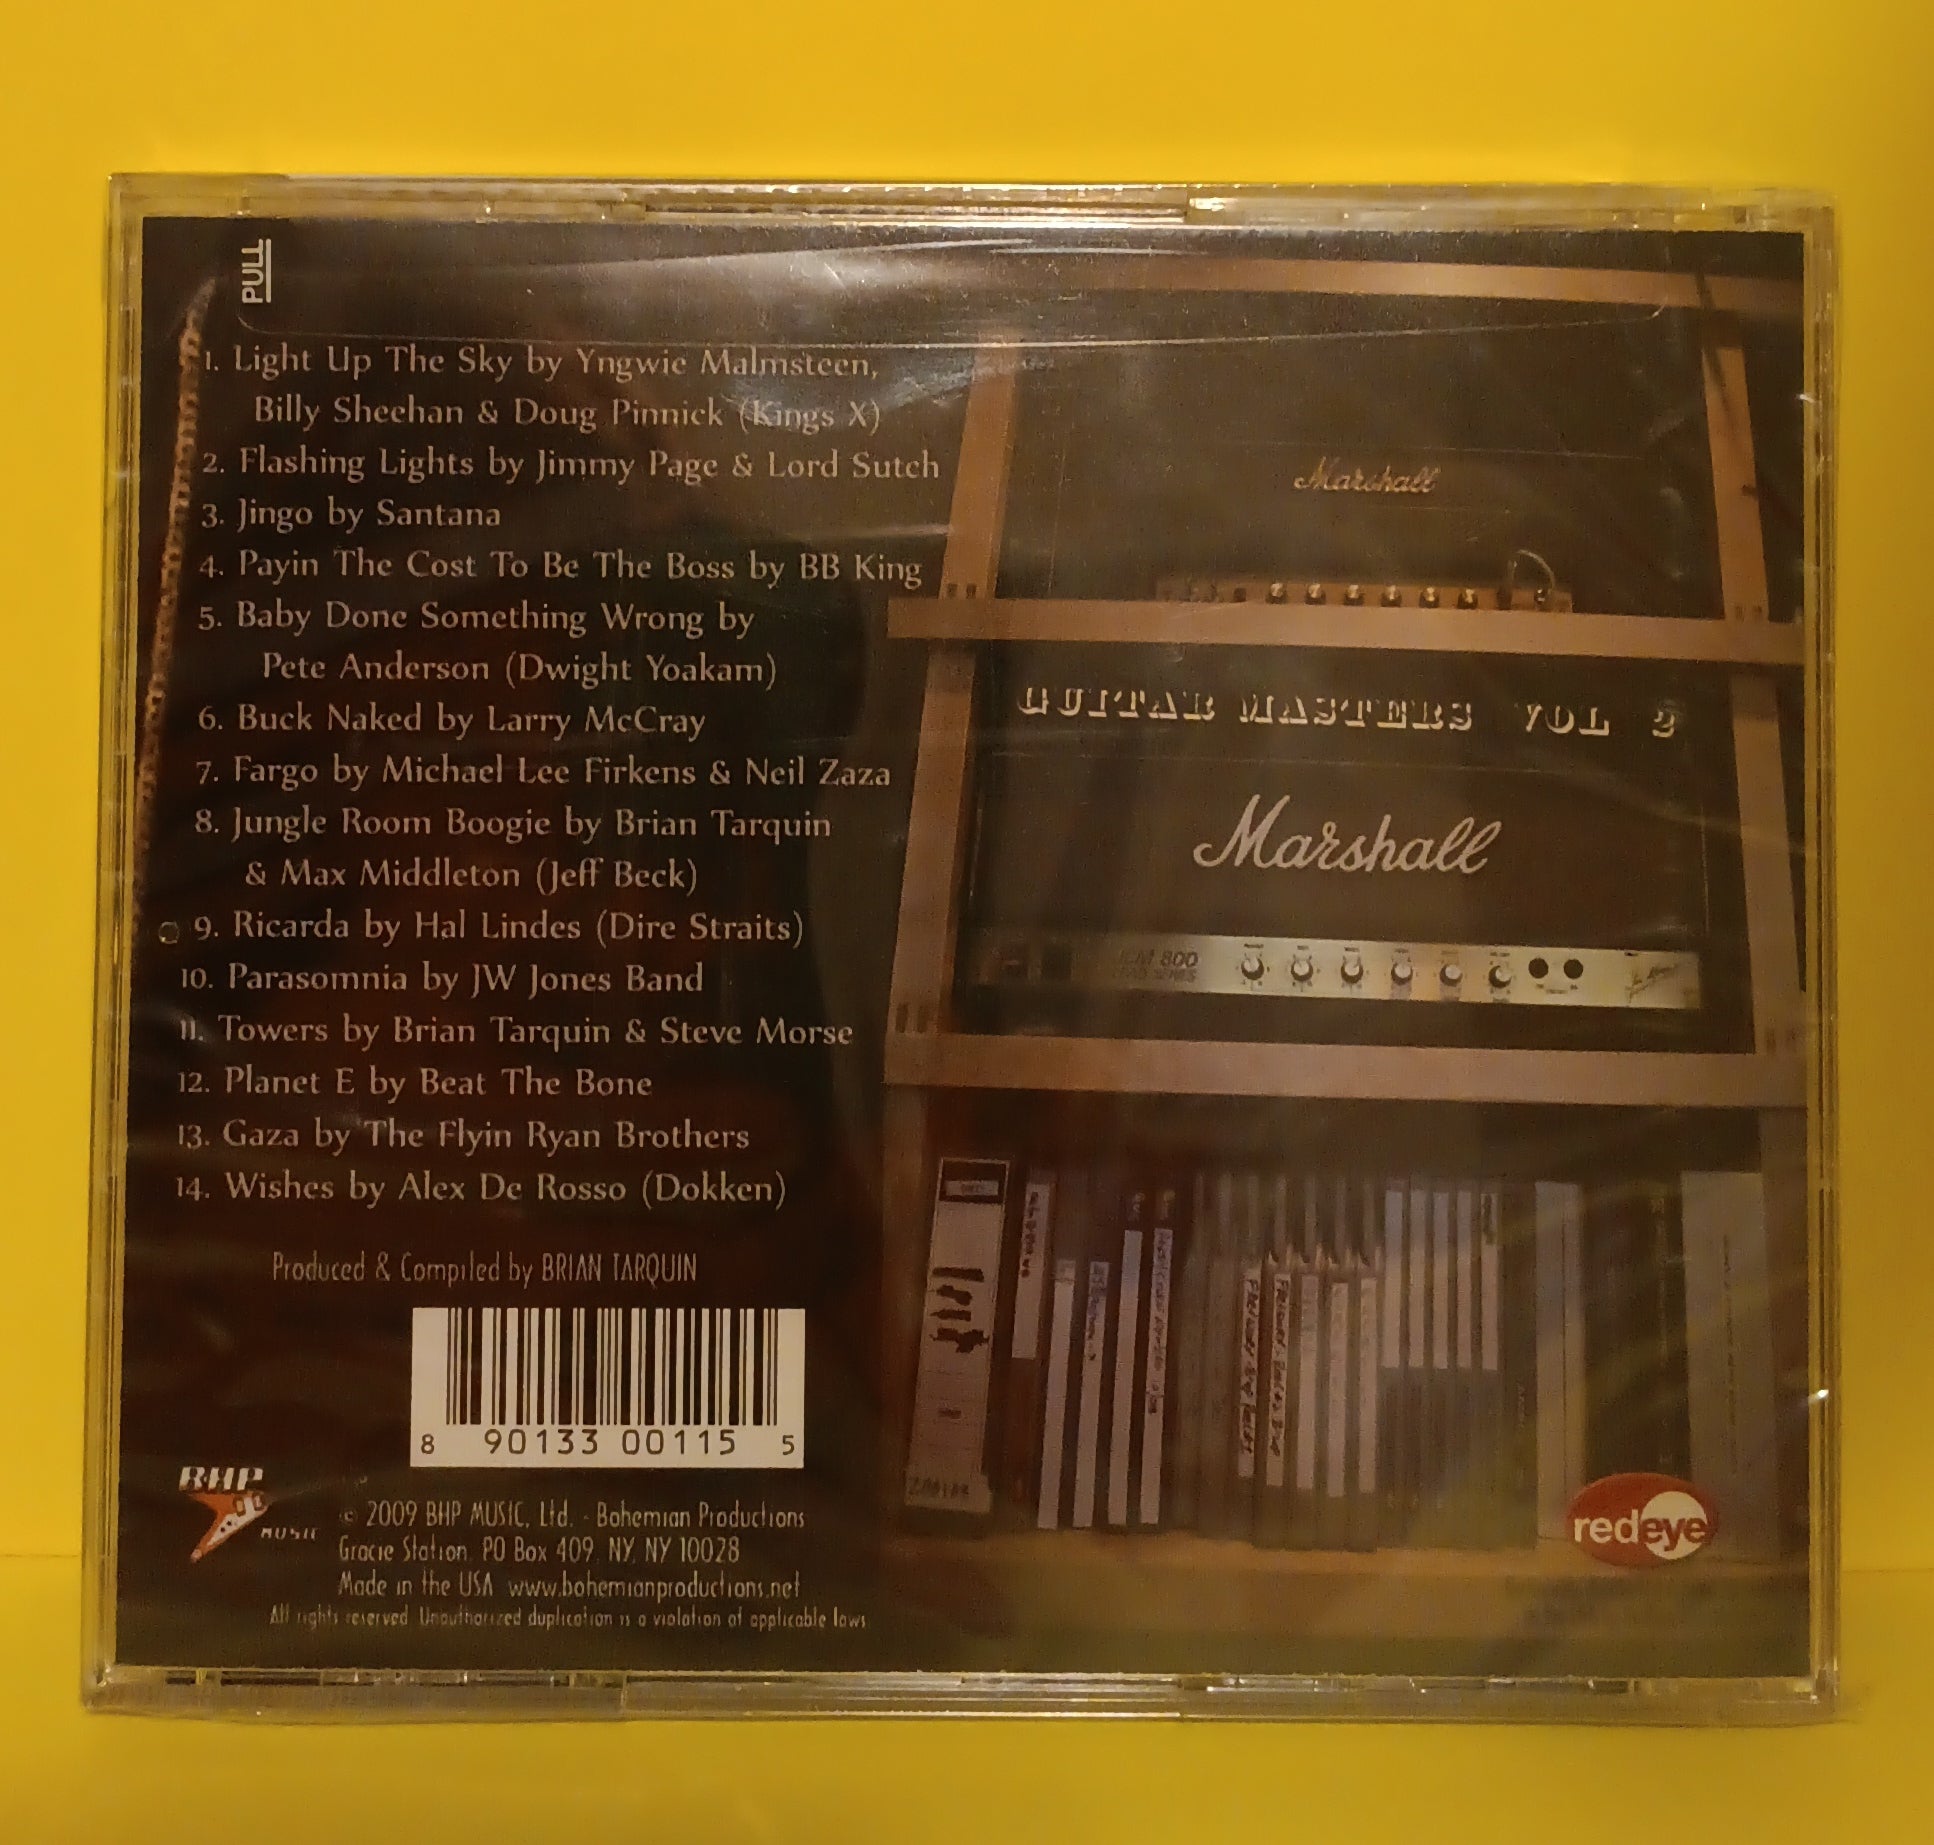 PULL
1. Light Up The Sky by Yngwie Malmsteen,
Billy Sheehan & Doug Pinnick (Kings X)
2. Flashing Lights by Jimmy Page & Lord Sutch
3. Jingo by Santana
4. Payin The Cost To Be The Boss by BB King
5. Baby Done Something Wrong by
Pete Anderson (Dwight Yoakam)
6. Buck Naked by Larry McCray
7. Fargo by Michael Lee Firkens & Neil Zaza
8. Jungle Room Boogie by Brian Tarquin
& Max Middleton (Jeff Beck)
9. Ricarda by Hal Lindes (Dire Straits)
10. Parasomnia by JW Jones Band
11. Towers by Brian Tarquin & Steve Morse
12. Planet E by Beat The Bone
13. Gaza by The Flyin Ryan Brothers
14. Wishes by Alex De Rosso (Dokken)
Produced & Compiled by BRIAN TARQUIN
8 90133 00115 5
BHP
MUSIC
© 2009 BHP MUSIC, Ltd. - Bohemian Productions
Gracie Station, PO Box 409, NY, NY 10028
Made in the USA www.bohemianproductions.net
All rights reserved. Unauthorized duplication is a violation of applicable laws
Marshall
GUITAR MASTERS VOL 2
Marshall
JCM 800
redeye